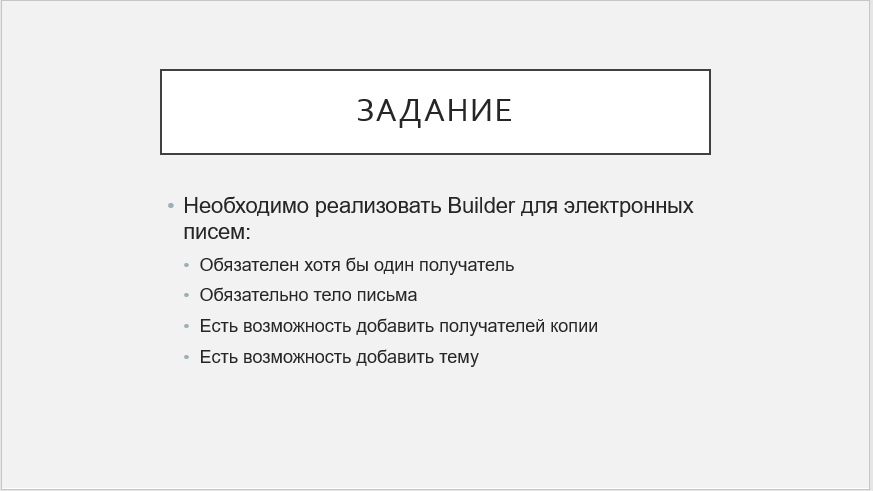 ЗАДАНИЕ
• Необходимо реализовать Builder для электронных
писем:
• Обязателен хотя бы один получатель
• Обязательно тело письма
• Есть возможность добавить получателей копии
• Есть возможность добавить тему